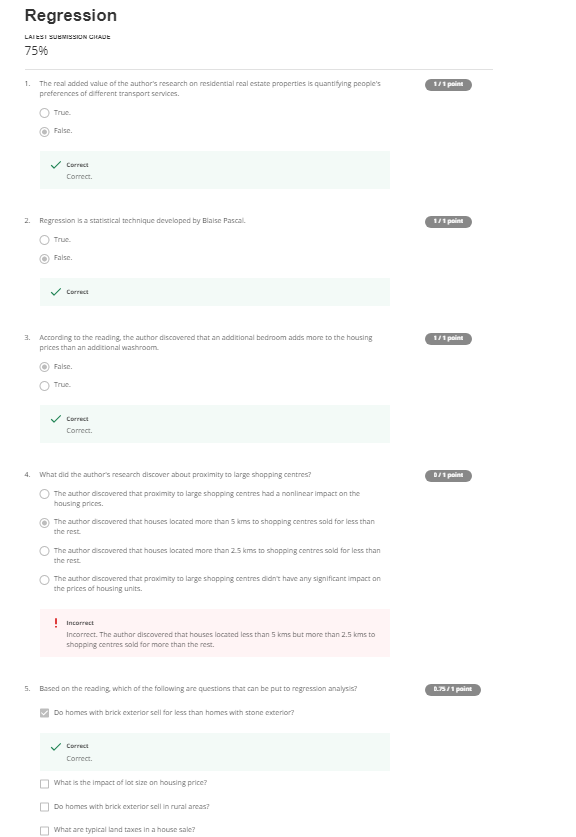 Regression
LATEST SUBMISSION GRADE
75%
1. The real added value of the author's research on residential real estate properties is quantifying people's 1 / 1 point
preferences of different transport services.
True.
False.
Correct
Correct.
2. Regression is a statistical technique developed by Blaise Pascal. 1 / 1 point
True.
False.
Correct
3. According to the reading, the author discovered that an additional bedroom adds more to the housing 1 / 1 point
prices than an additional washroom.
False.
True.
Correct
Correct.
4. What did the author's research discover about proximity to large shopping centres? 0 / 1 point
The author discovered that proximity to large shopping centres had a nonlinear impact on the
housing prices.
The author discovered that houses located more than 5 kms to shopping centres sold for less than
the rest.
The author discovered that houses located more than 2.5 kms to shopping centres sold for less than
the rest.
The author discovered that proximity to large shopping centres didn't have any significant impact on
the prices of housing units.
Incorrect
Incorrect. The author discovered that houses located less than 5 kms but more than 2.5 kms to
shopping centres sold for more than the rest.
5. Based on the reading, which of the following are questions that can be put to regression analysis? 0.75 / 1 point
Do homes with brick exterior sell for less than homes with stone exterior?
Correct
Correct.
What is the impact of lot size on housing price?
Do homes with brick exterior sell in rural areas?
What are typical land taxes in a house sale?